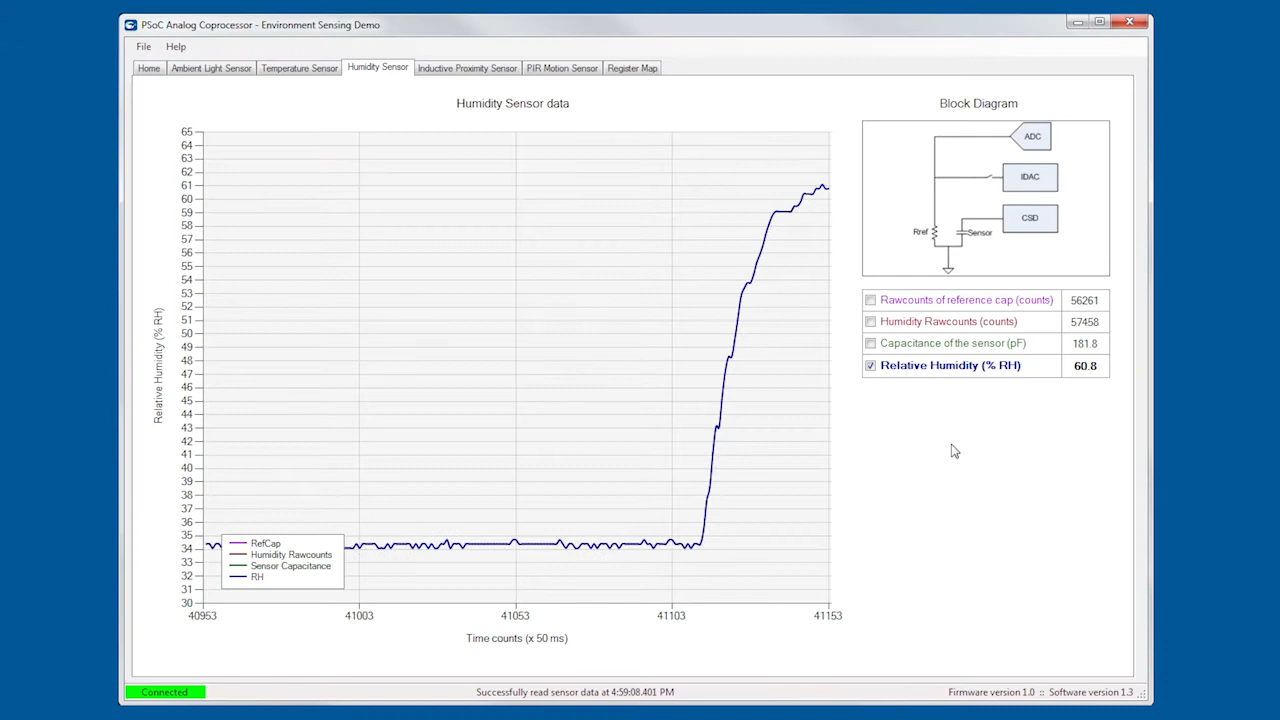 PSoC Analog Coprocessor - Environment Sensing Demo
File Help
Home Ambient Light Sensor Temperature Sensor Humidity Sensor Inductive Proximity Sensor PIR Motion Sensor Register Map
Humidity Sensor data
Relative Humidity (% RH)
65
64
63
62
61
60
59
58
57
56
55
54
53
52
51
50
49
48
47
46
45
44
43
42
41
40
39
38
37
36
35
34
33
32
31
30
RefCap
Humidity Rawcounts
Sensor Capacitance
RH
40953 41003 41053 41103 41153
Time counts (x 50 ms)
Block Diagram
ADC
IDAC
CSD
Rref
Sensor
Rawcounts of reference cap (counts) 56261
Humidity Rawcounts (counts) 57458
Capacitance of the sensor (pF) 181.8
Relative Humidity (% RH) 60.8
Connected
Successfully read sensor data at 4:59:08.401 PM
Firmware version 1.0 :: Software version 1.3